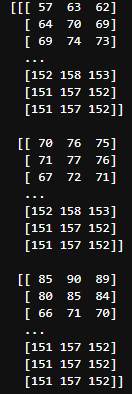 [[[ 57 63 62]
[ 64 70 69]
[ 69 74 73]
...
[152 158 153]
[151 157 152]
[151 157 152]]
[[ 70 76 75]
[ 71 77 76]
[ 67 72 71]
...
[152 158 153]
[151 157 152]
[151 157 152]]
[[ 85 90 89]
[ 80 85 84]
[ 66 71 70]
...
[151 157 152]
[151 157 152]
[151 157 152]]